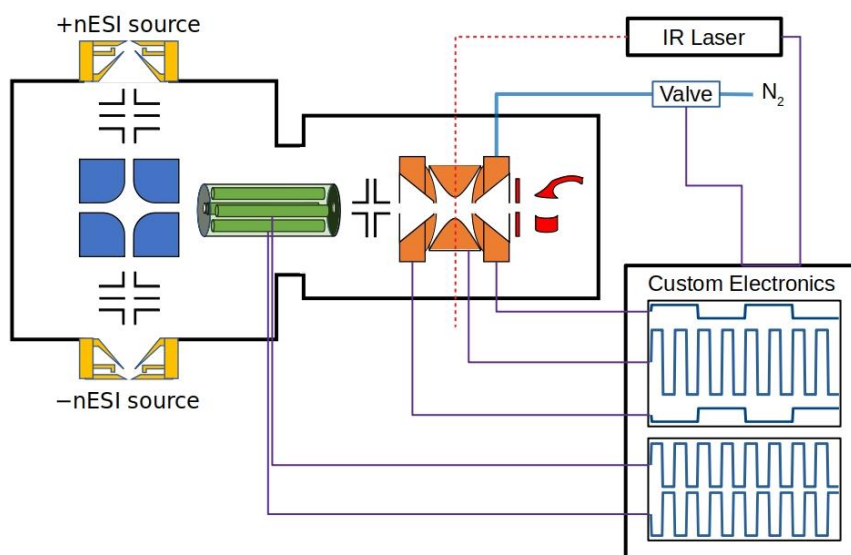 +nESI source
IR Laser
Valve
N₂
−nESI source
Custom Electronics